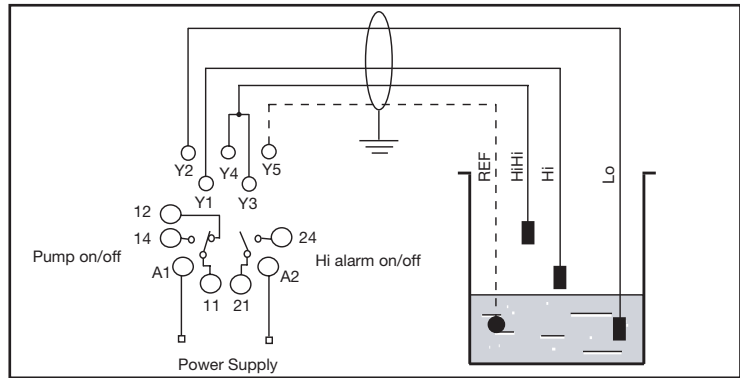 Y2
Y4
Y5
Y1
Y3
REF
HiHi
Hi
Lo
12
14
24
Pump on/off
Hi alarm on/off
A1
A2
11
21
Power Supply